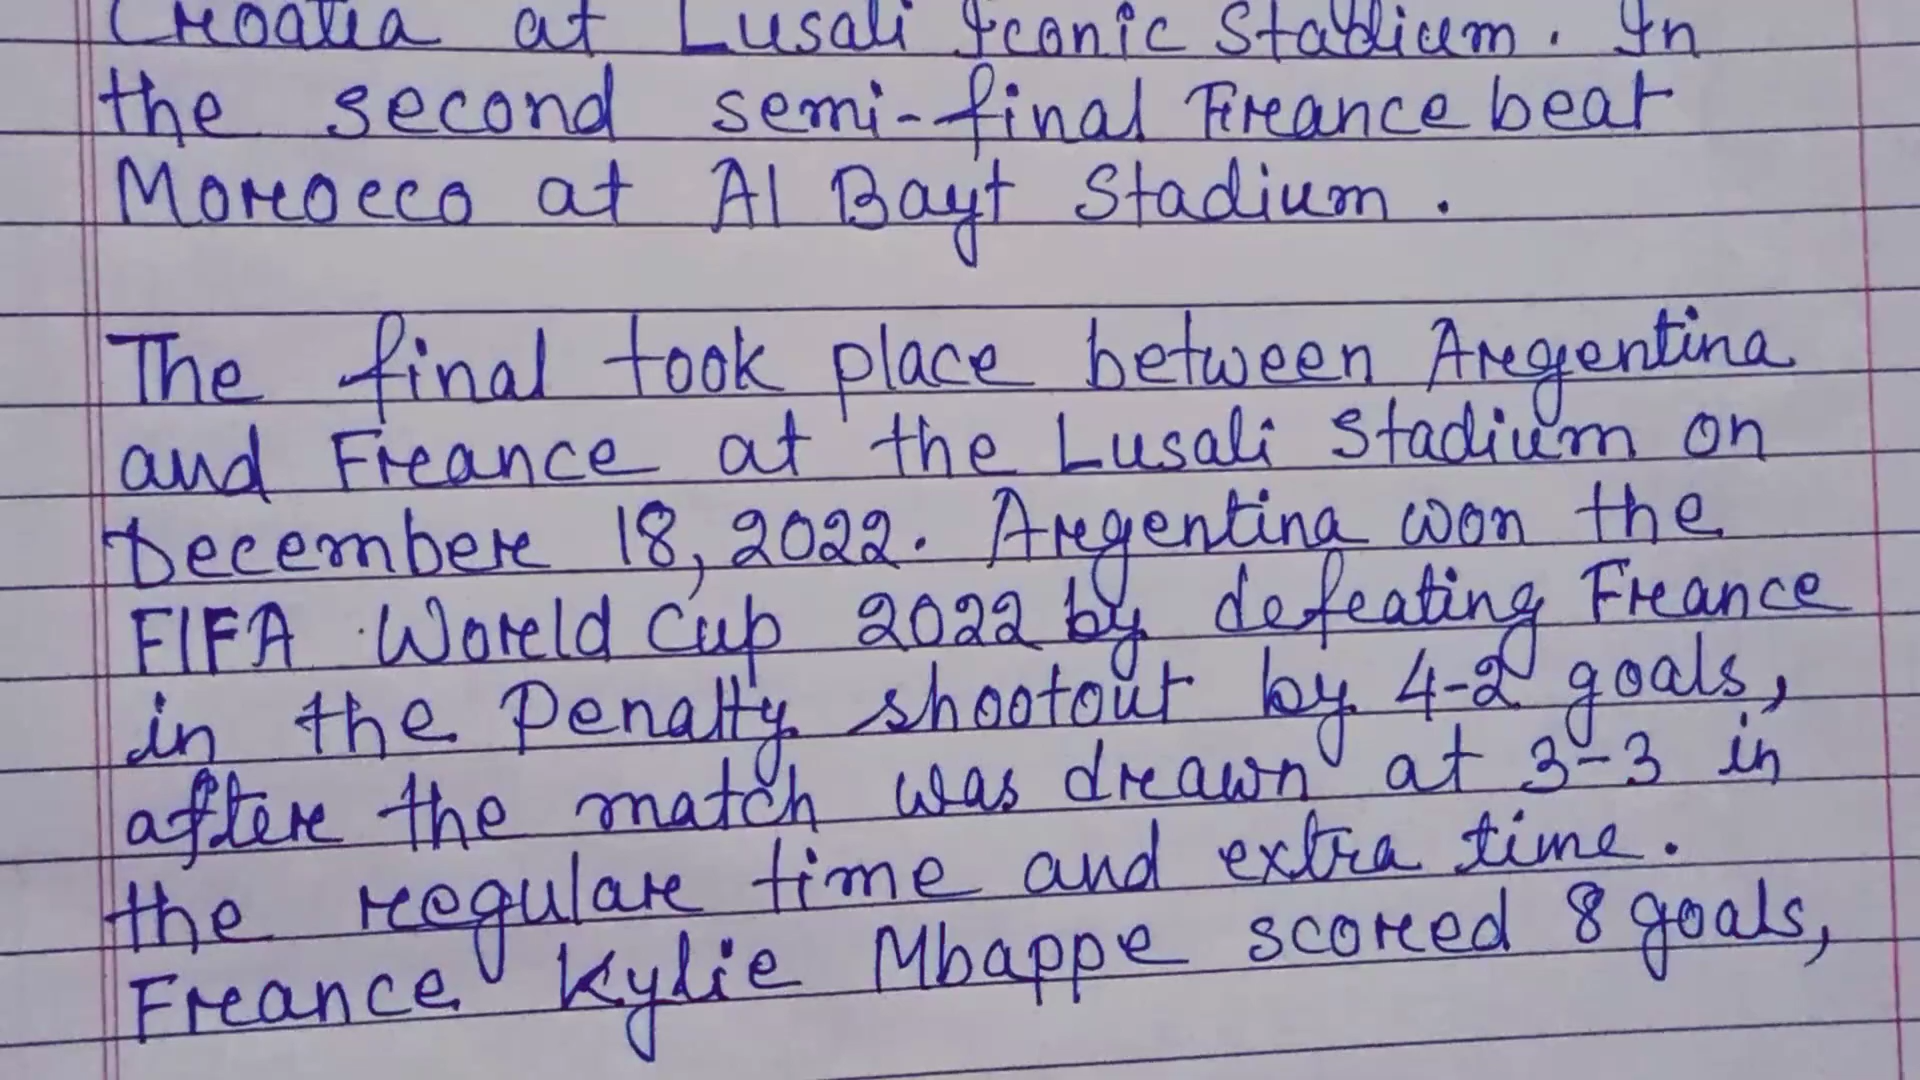 Croatia at Lusali Iconic Stadium. In
the second semi-final France beat
Morocco at Al Bayt Stadium.
The final took place between Argentina
and France at the Lusali Stadium on
December 18, 2022. Argentina won the
FIFA World Cup 2022 by defeating France
in the Penalty shootout by 4-2 goals,
after the match was drawn at 3-3 in
the regular time and extra time.
France Kylie Mbappe scored 8 goals,